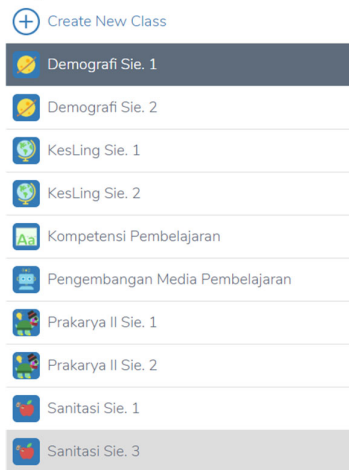 Create New Class
Demografi Sie. 1
Demografi Sie. 2
KesLing Sie. 1
KesLing Sie. 2
Aa
Kompetensi Pembelajaran
Pengembangan Media Pembelajaran
Prakarya II Sie. 1
Prakarya II Sie. 2
Sanitasi Sie. 1
Sanitasi Sie. 3